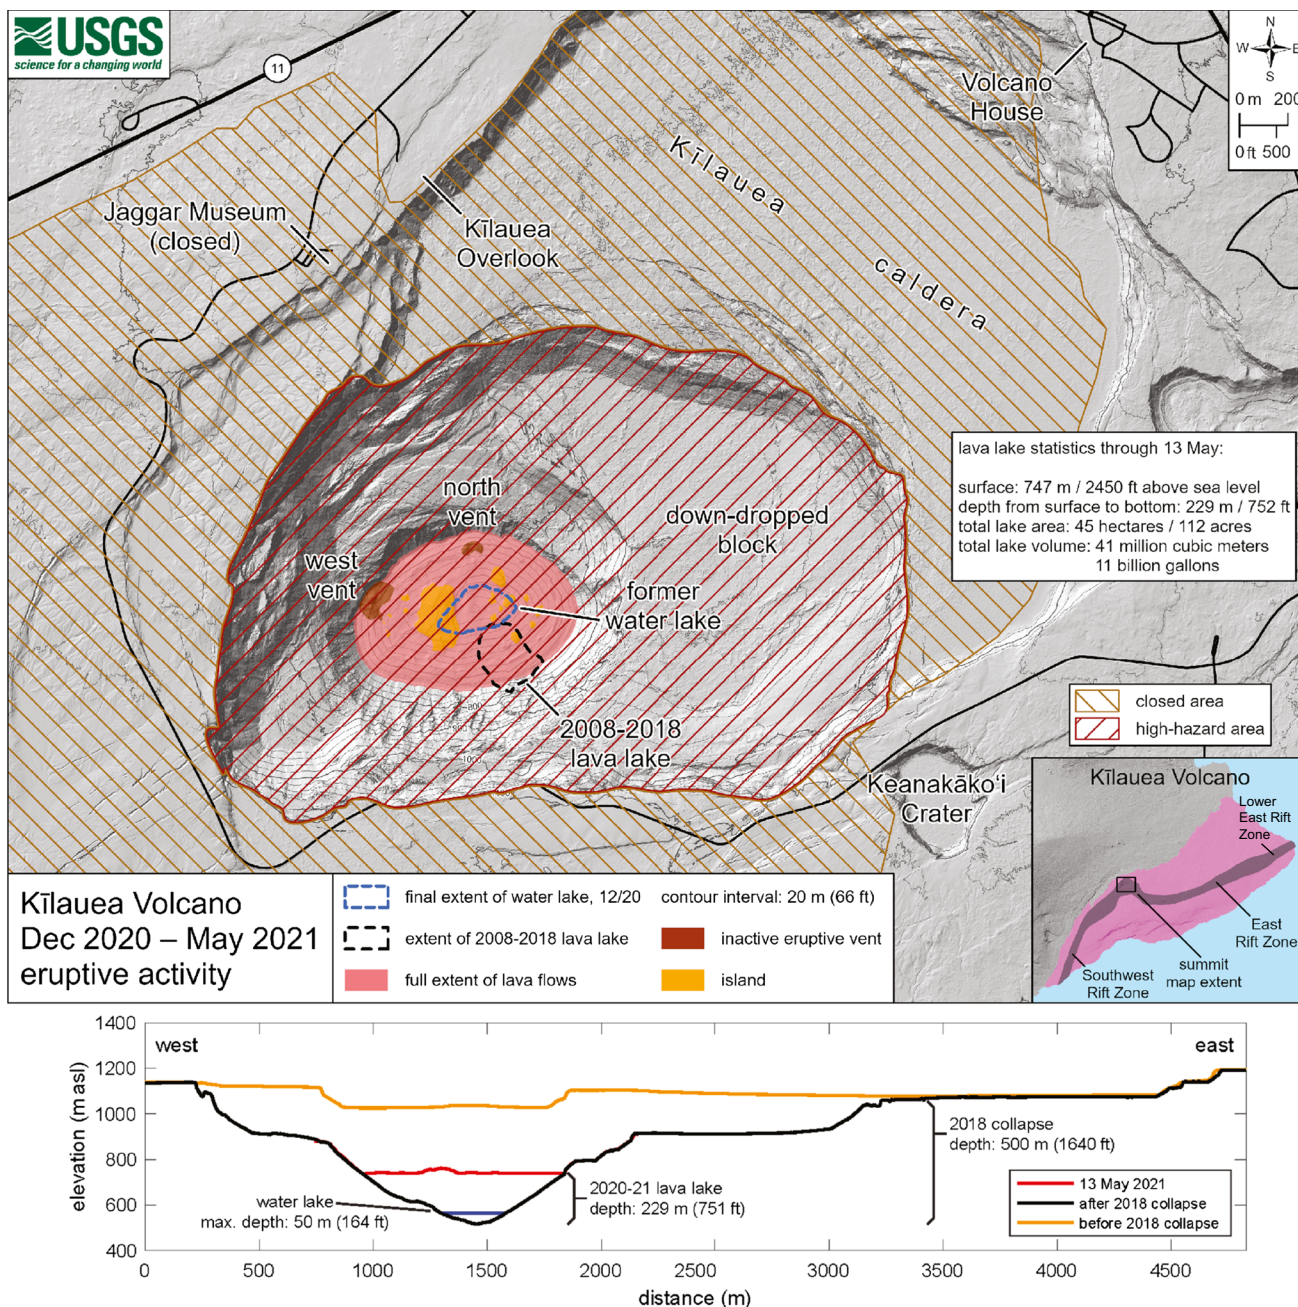 USGS
science for a changing world
11
Volcano
House
N
W E
S
0 m 200
0 ft 500
Kīlauea
caldera
Jaggar Museum
(closed)
Kīlauea
Overlook
lava lake statistics through 13 May:
surface: 747 m / 2450 ft above sea level
depth from surface to bottom: 229 m / 752 ft
total lake area: 45 hectares / 112 acres
total lake volume: 41 million cubic meters
11 billion gallons
north
vent
west
vent
down-dropped
block
former
water lake
2008-2018
lava lake
800
900
1000
closed area
high-hazard area
Keanakākoʻi
Crater
Kīlauea Volcano
Lower
East Rift
Zone
East
Rift Zone
summit
map extent
Southwest
Rift Zone
Kīlauea Volcano
Dec 2020 – May 2021
eruptive activity
final extent of water lake, 12/20
contour interval: 20 m (66 ft)
extent of 2008-2018 lava lake
inactive eruptive vent
full extent of lava flows
island
1400
1200
1000
800
600
400
elevation (m asl)
west
east
water lake
max. depth: 50 m (164 ft)
2020-21 lava lake
depth: 229 m (751 ft)
2018 collapse
depth: 500 m (1640 ft)
13 May 2021
after 2018 collapse
before 2018 collapse
0 500 1000 1500 2000 2500 3000 3500 4000 4500
distance (m)